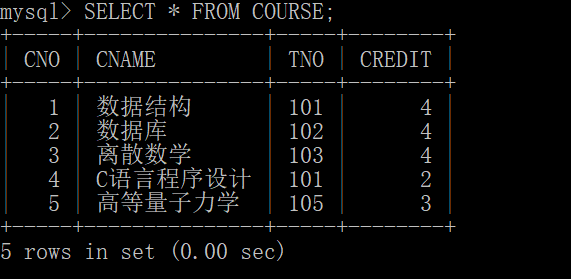 mysql> SELECT * FROM COURSE;
+-----+----------------+-----+--------+
| CNO | CNAME          | TNO | CREDIT |
+-----+----------------+-----+--------+
|   1 | 数据结构       | 101 |      4 |
|   2 | 数据库         | 102 |      4 |
|   3 | 离散数学       | 103 |      4 |
|   4 | C语言程序设计  | 101 |      2 |
|   5 | 高等量子力学   | 105 |      3 |
+-----+----------------+-----+--------+
5 rows in set (0.00 sec)